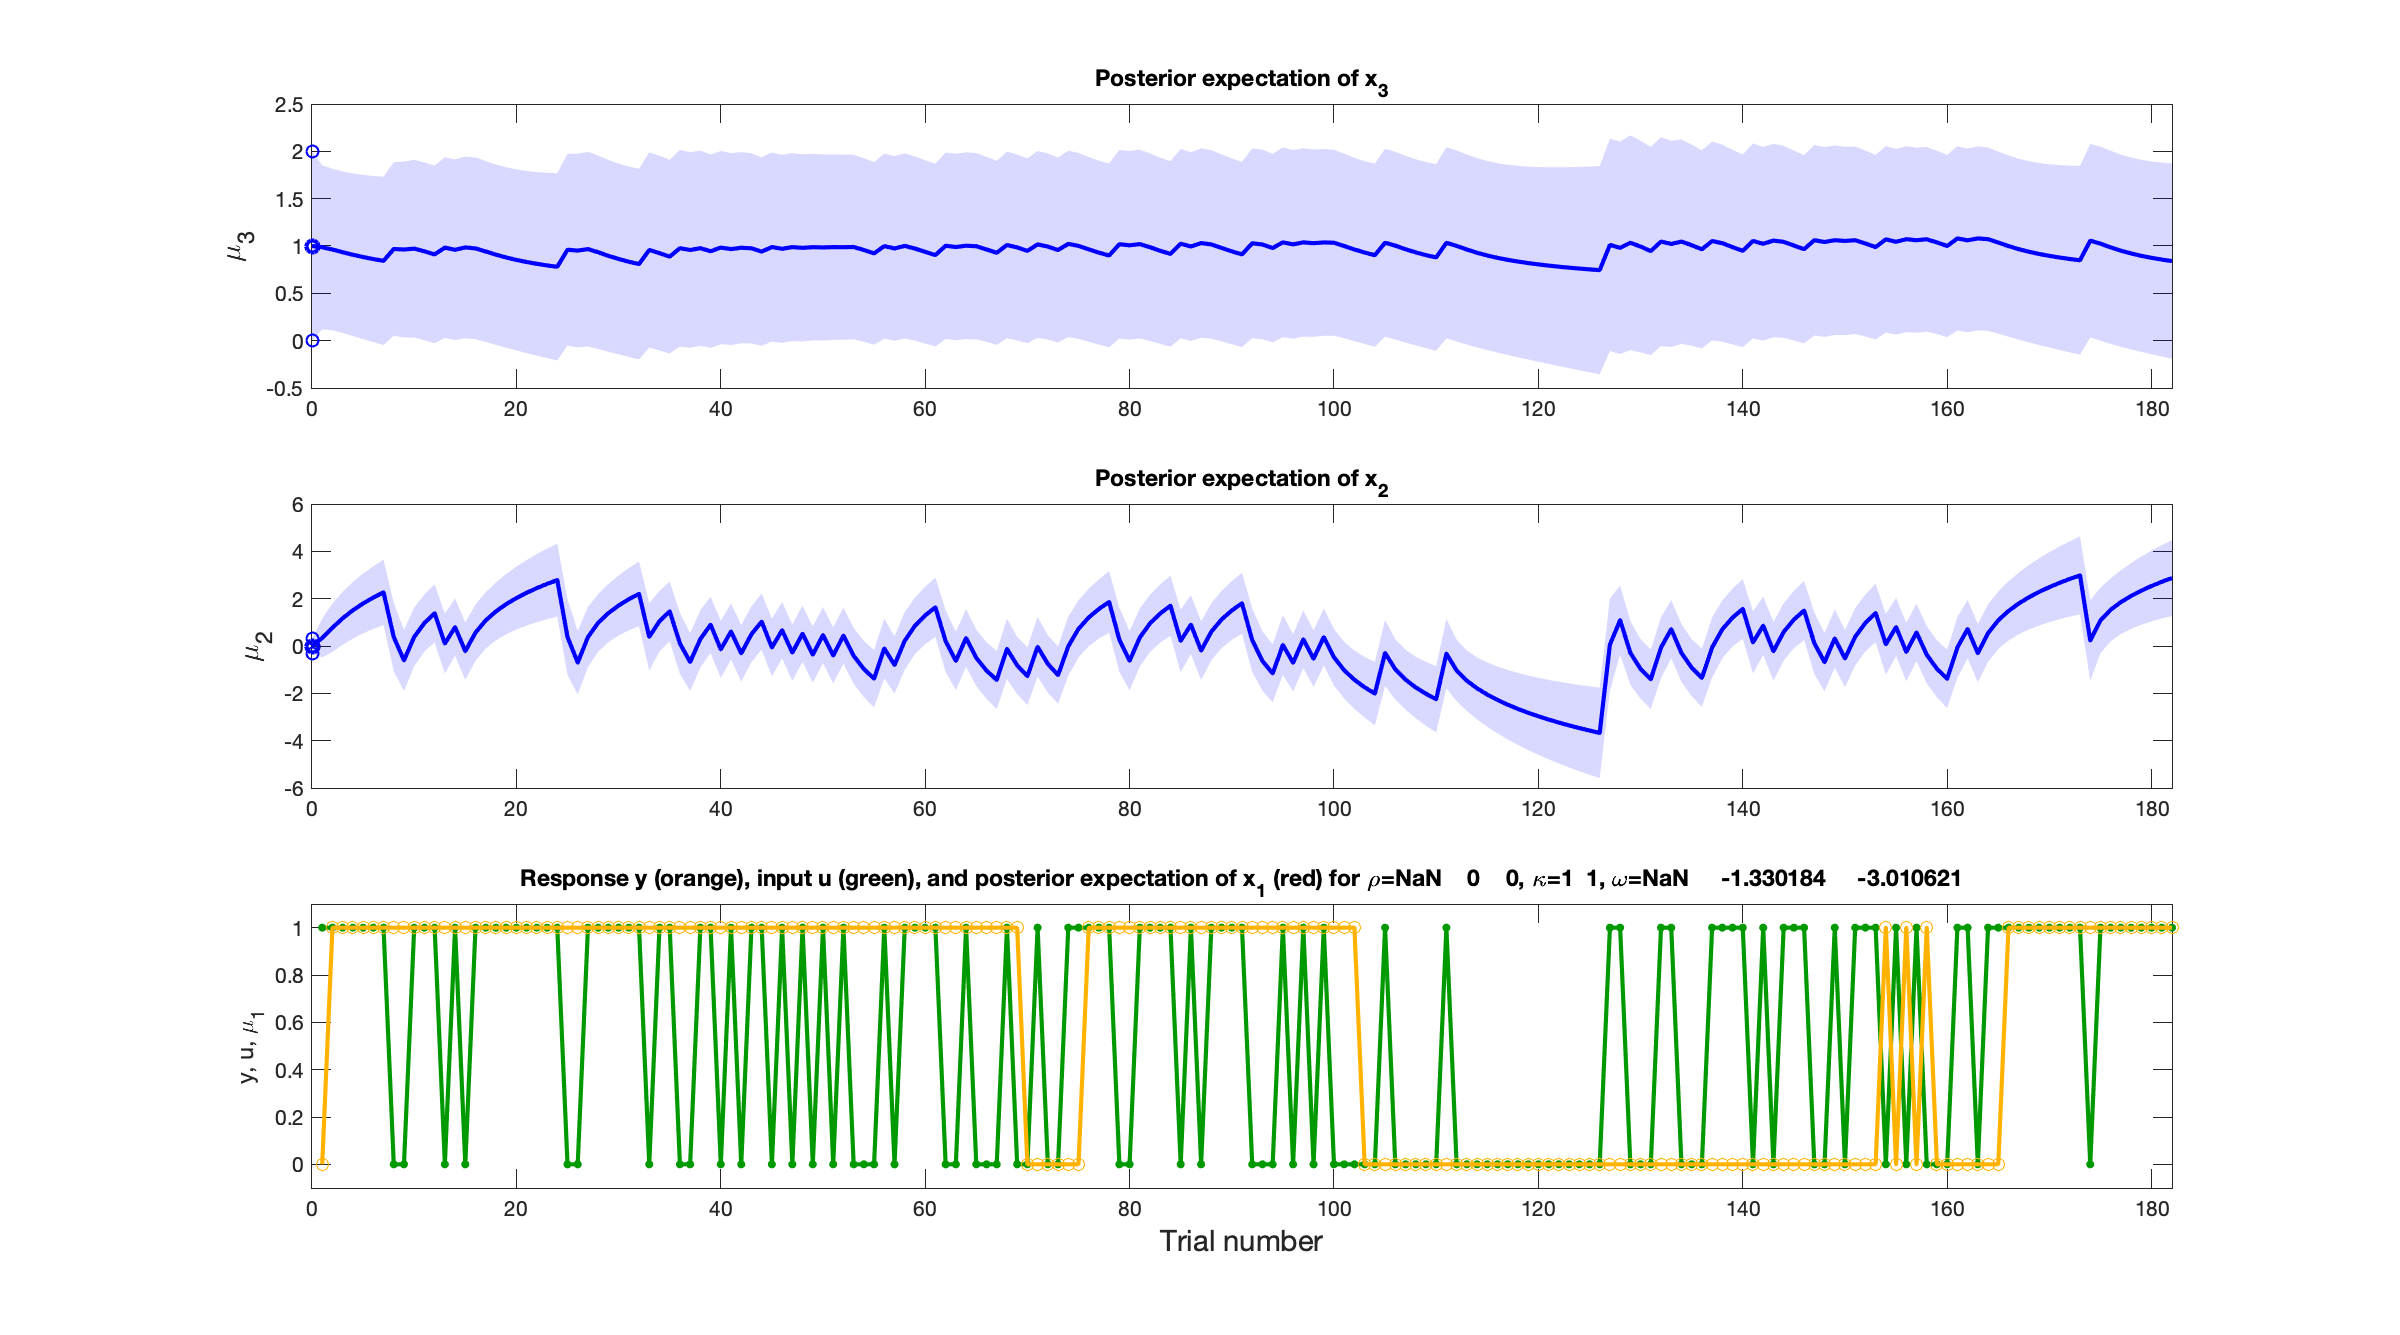 Posterior expectation of x3
μ3
2.5
2
1.5
1
0.5
0
-0.5
0 20 40 60 80 100 120 140 160 180
Posterior expectation of x2
μ2
6
4
2
0
-2
-4
-6
0 20 40 60 80 100 120 140 160 180
Response y (orange), input u (green), and posterior expectation of x1 (red) for ρ=NaN 0 0, κ=1 1, ω=NaN -1.330184 -3.010621
y, u, μ1
1
0.8
0.6
0.4
0.2
0
0 20 40 60 80 100 120 140 160 180
Trial number